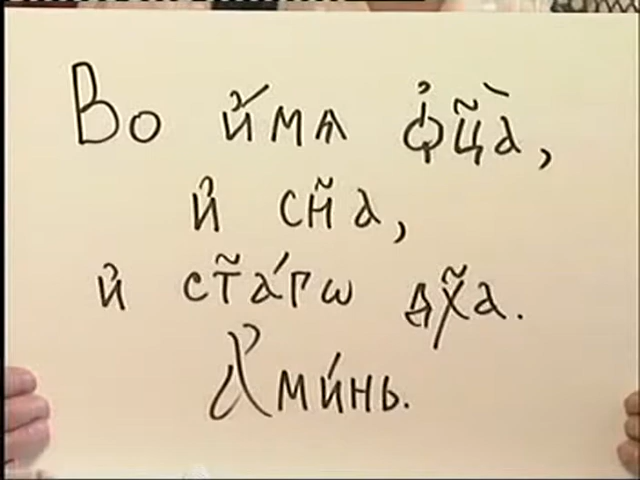 Во и҆́мѧ ѻ҆ц҃а̀,
и҆ сн҃а,
и҆ ст҃а́гѡ дх҃а.
А҆ми́нь.